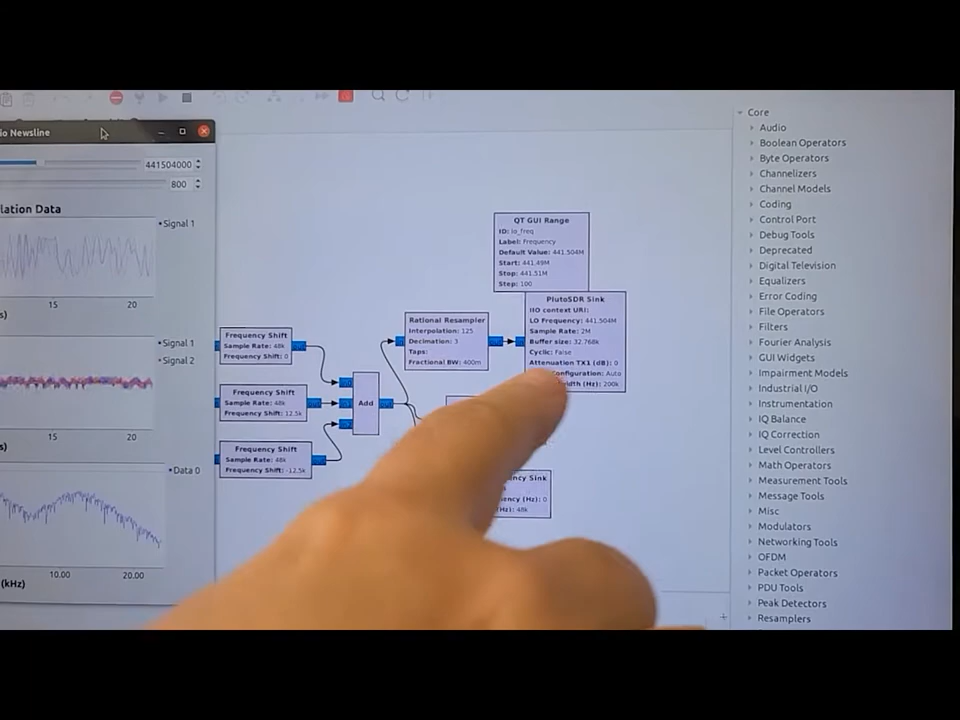 io Newsline
441504000
800
lation Data
Signal 1
15
20
s)
Signal 1
Signal 2
15
20
s)
Data 0
10.00
20.00
(kHz)
Frequency Shift
Sample Rate: 48k
Frequency Shift: 0
Frequency Shift
Sample Rate: 48k
Frequency Shift: 12.5k
Frequency Shift
Sample Rate: 48k
Frequency Shift: -12.5k
Add
Rational Resampler
Interpolation: 125
Decimation: 3
Taps:
Fractional BW: 400m
QT GUI Range
ID: lo_freq
Label: Frequency
Default Value: 441.504M
Start: 441.49M
Stop: 441.51M
Step: 100
PlutoSDR Sink
IIO context URI:
LO Frequency: 441.504M
Sample Rate: 2M
Buffer size: 32.768k
Cyclic: False
Attenuation TX1 (dB): 0
Configuration: Auto
width (Hz): 200k
ency Sink
ency (Hz): 0
Hz): 48k
Core
Audio
Boolean Operators
Byte Operators
Channelizers
Channel Models
Coding
Control Port
Debug Tools
Deprecated
Digital Television
Equalizers
Error Coding
File Operators
Filters
Fourier Analysis
GUI Widgets
Impairment Models
Industrial I/O
Instrumentation
IQ Balance
IQ Correction
Level Controllers
Math Operators
Measurement Tools
Message Tools
Misc
Modulators
Networking Tools
OFDM
Packet Operators
PDU Tools
Peak Detectors
Resamplers